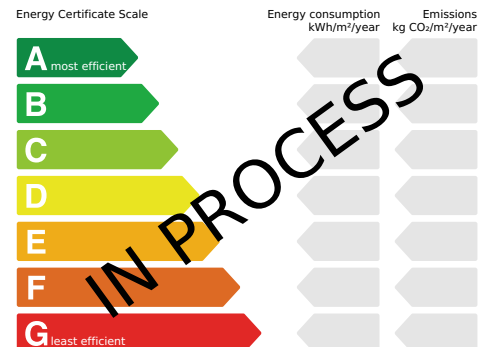 Energy Certificate Scale
Energy consumption
kWh/m²/year
Emissions
kg CO₂/m²/year
A most efficient
B
C
D
E
F
G least efficient
IN PROCESS